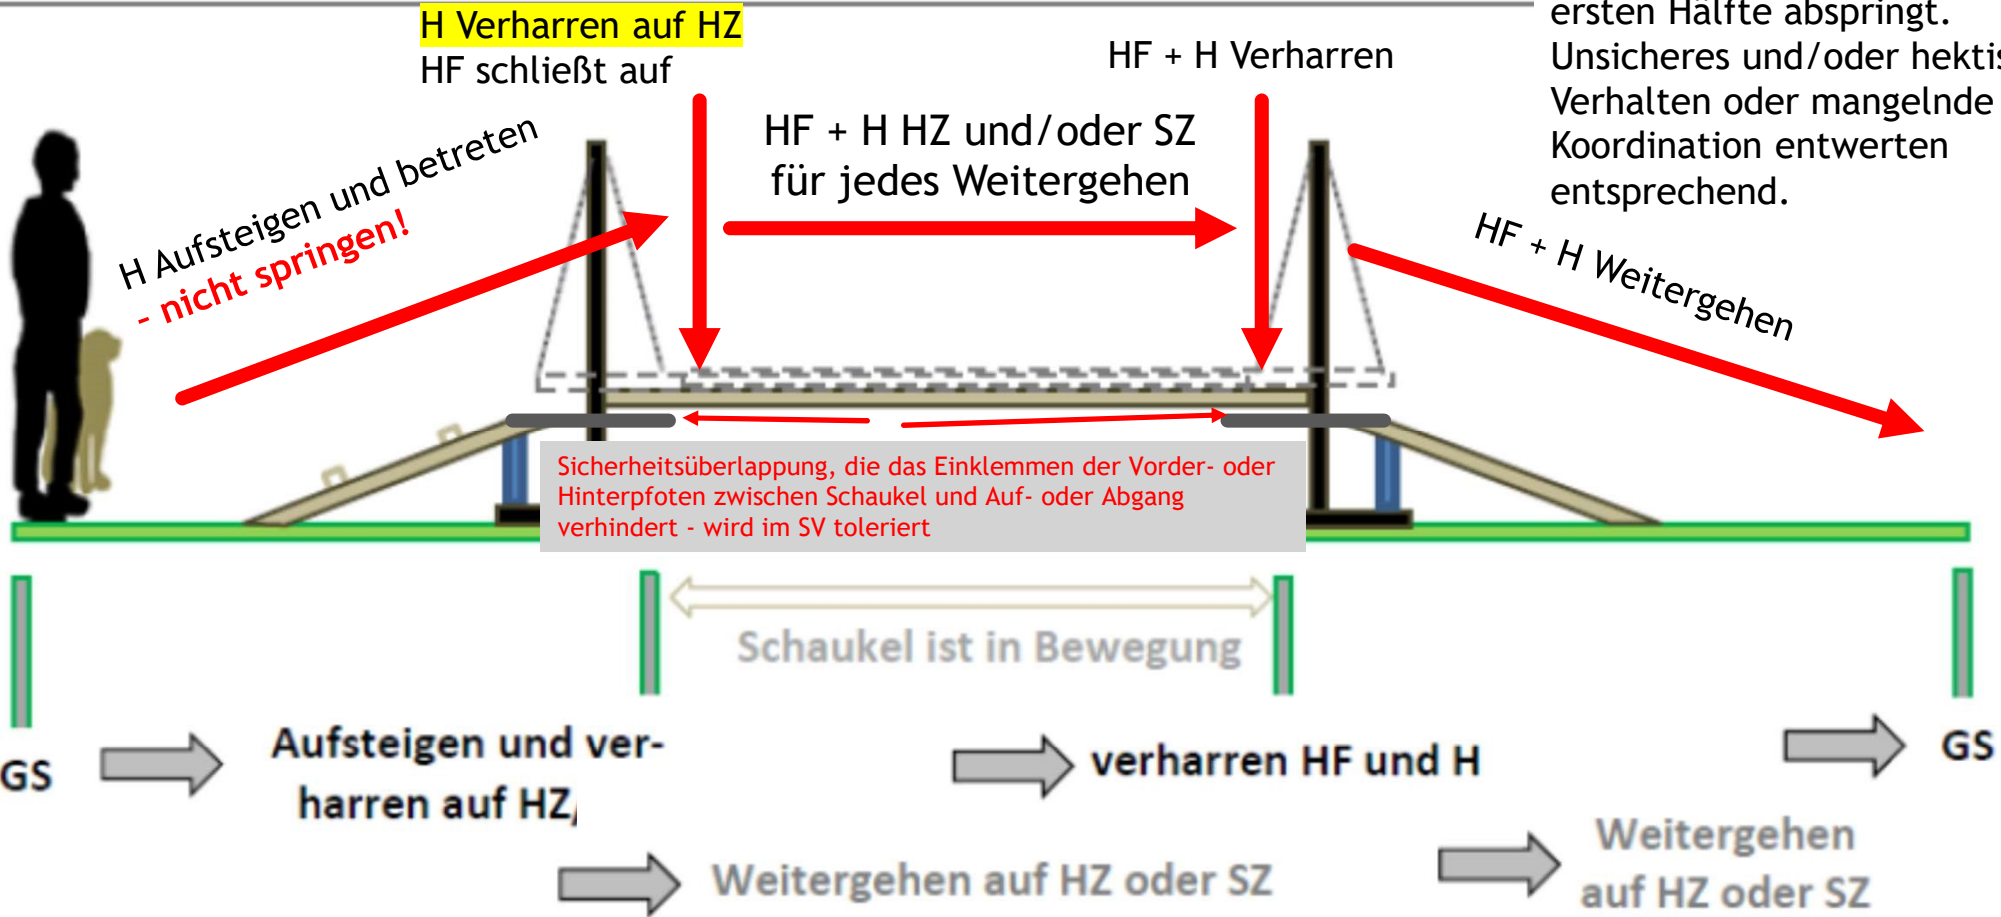 H Verharren auf HZ
HF schließt auf
HF + H Verharren
ersten Hälfte abspringt.
Unsicheres und/oder
Verhalten oder mangelnde
Koordination entwerten
entsprechend.
H Aufsteigen und betreten
- nicht springen!
HF + H HZ und/oder SZ
für jedes Weitergehen
HF + H Weitergehen
Sicherheitsüberlappung, die das Einklemmen der Vorder- oder
Hinterpfoten zwischen Schaukel und Auf- oder Abgang
verhindert - wird im SV toleriert
Schaukel ist in Bewegung
GS
Aufsteigen und ver-
harren auf HZ,
verharren HF und H
GS
Weitergehen auf HZ oder SZ
Weitergehen
auf HZ oder SZ